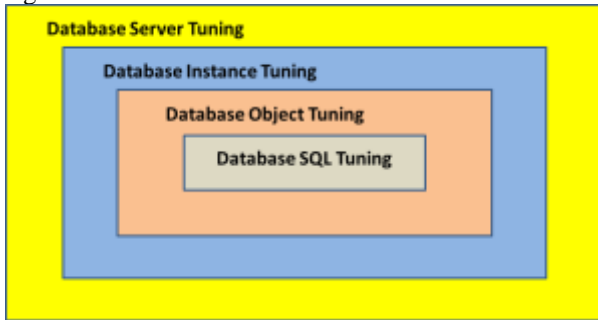 Database Server Tuning
Database Instance Tuning
Database Object Tuning
Database SQL Tuning